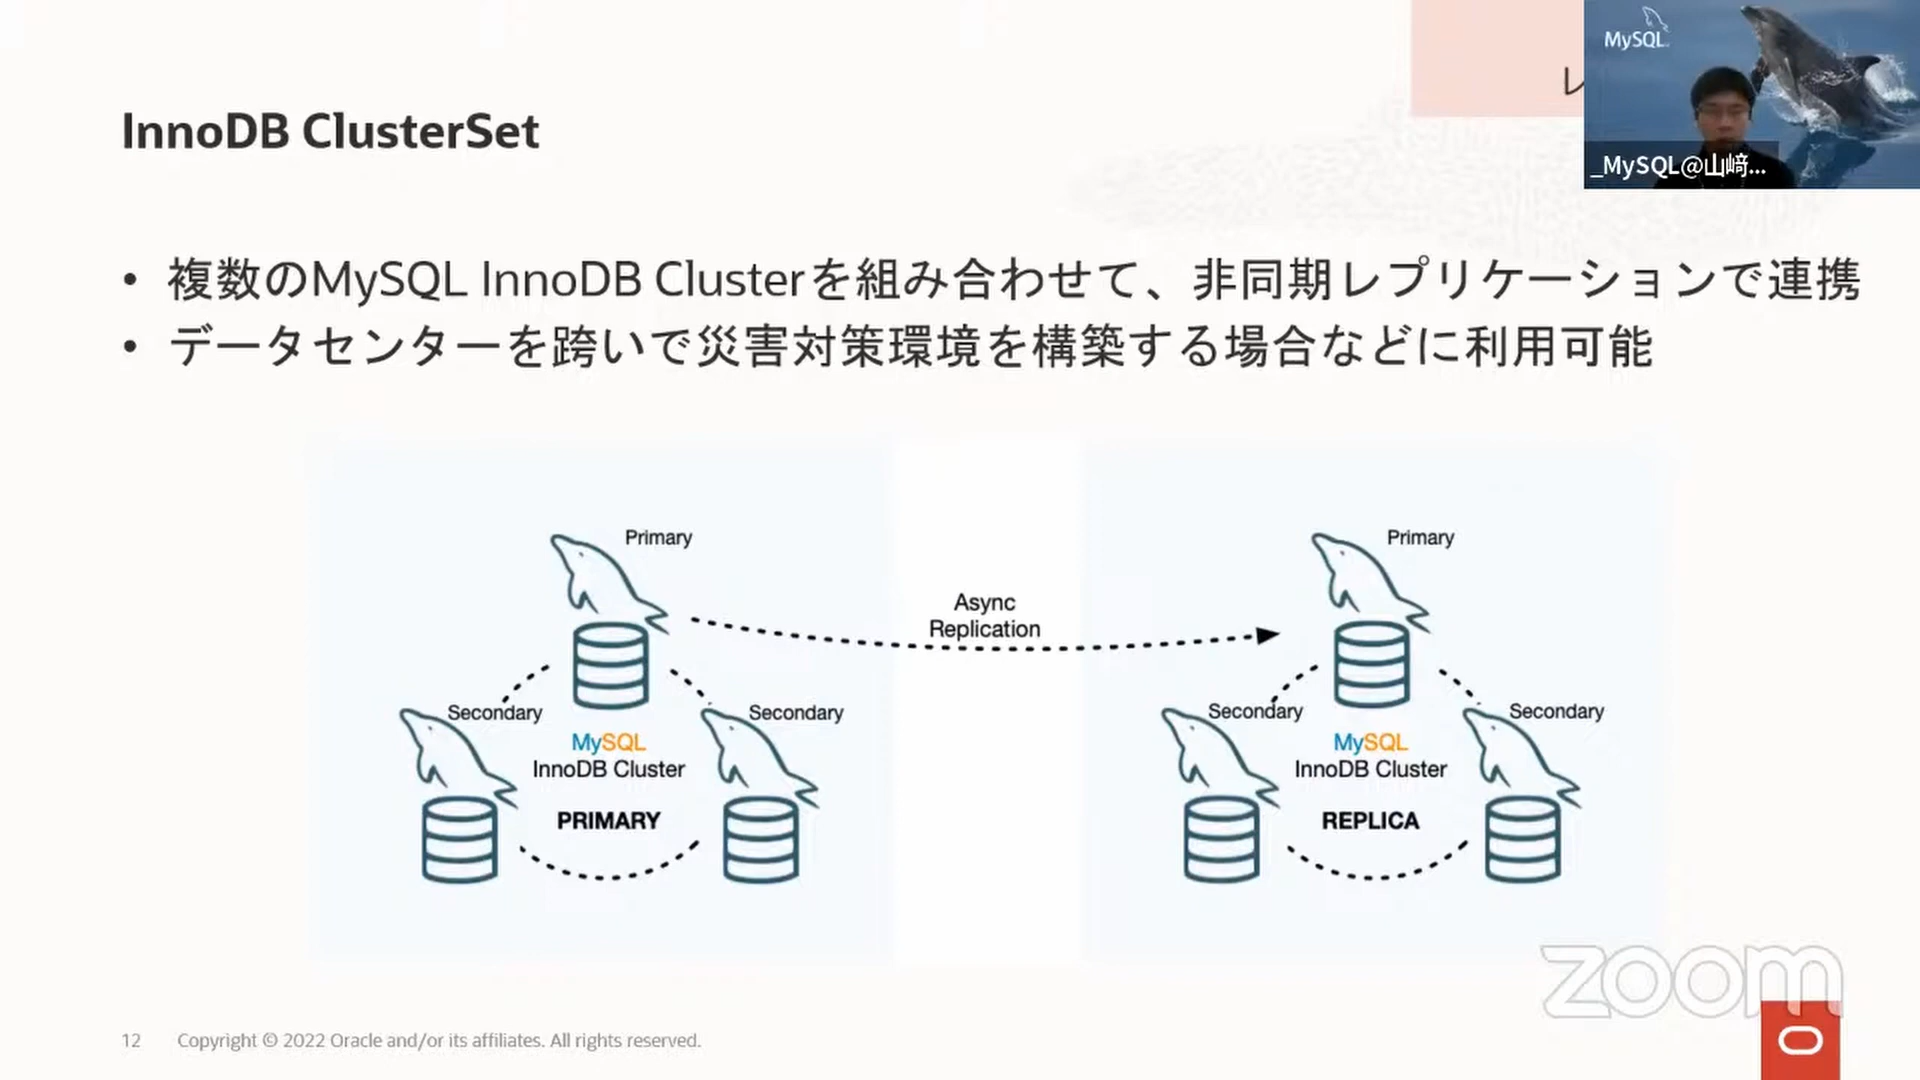 MySQL
レ
_MySQL@山﨑...
InnoDB ClusterSet
• 複数のMySQL InnoDB Clusterを組み合わせて、非同期レプリケーションで連携
• データセンターを跨いで災害対策環境を構築する場合などに利用可能
Primary
Secondary
Secondary
MySQL
InnoDB Cluster
PRIMARY
Async
Replication
Primary
Secondary
Secondary
MySQL
InnoDB Cluster
REPLICA
zoom
12 Copyright © 2022 Oracle and/or its affiliates. All rights reserved.